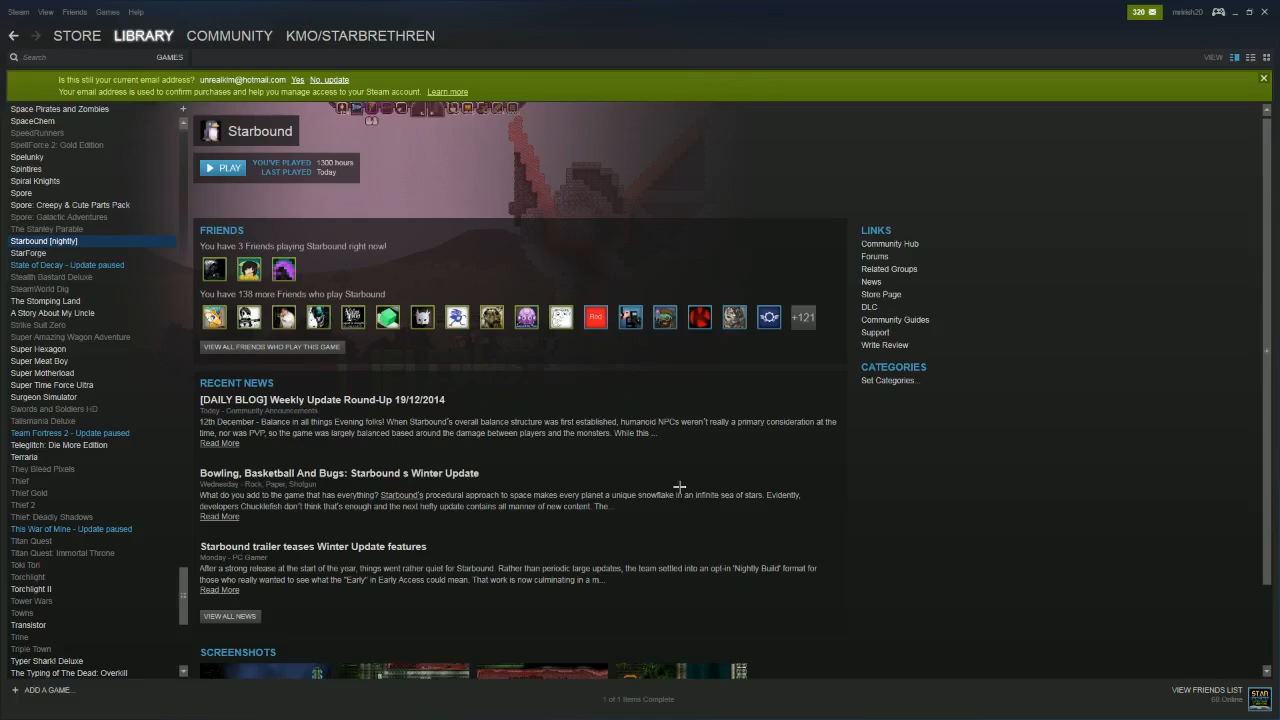 Steam View Friends Games Help
320
mrirish20
STORE LIBRARY COMMUNITY KMO/STARBRETHREN
Search
GAMES
VIEW
Is this still your current email address? unrealkim@hotmail.com Yes No, update
Your email address is used to confirm purchases and help you manage access to your Steam account. Learn more
Space Pirates and Zombies
SpaceChem
SpeedRunners
SpellForce 2: Gold Edition
Spelunky
Spintires
Spiral Knights
Spore
Spore: Creepy & Cute Parts Pack
Spore: Galactic Adventures
The Stanley Parable
Starbound [nightly]
StarForge
State of Decay - Update paused
Stealth Bastard Deluxe
SteamWorld Dig
The Stomping Land
A Story About My Uncle
Strike Suit Zero
Super Amazing Wagon Adventure
Super Hexagon
Super Meat Boy
Super Motherload
Super Time Force Ultra
Surgeon Simulator
Swords and Soldiers HD
Talismania Deluxe
Team Fortress 2 - Update paused
Teleglitch: Die More Edition
Terraria
They Bleed Pixels
Thief
Thief Gold
Thief 2
Thief: Deadly Shadows
This War of Mine - Update paused
Titan Quest
Titan Quest: Immortal Throne
Toki Tori
Torchlight
Torchlight II
Tower Wars
Towns
Transistor
Trine
Triple Town
Typer Shark! Deluxe
The Typing of The Dead: Overkill
+ ADD A GAME...
Starbound
PLAY
YOU'VE PLAYED 1300 hours
LAST PLAYED Today
FRIENDS
You have 3 Friends playing Starbound right now!
You have 138 more Friends who play Starbound
Red
+121
VIEW ALL FRIENDS WHO PLAY THIS GAME
RECENT NEWS
[DAILY BLOG] Weekly Update Round-Up 19/12/2014
Today - Community Announcements
12th December - Balance in all things Evening folks! When Starbound's overall balance structure was first established, humanoid NPCs weren't really a primary consideration at the
time, nor was PVP, so the game was largely balanced based around the damage between players and the monsters. While this ...
Read More
Bowling, Basketball And Bugs: Starbound s Winter Update
Wednesday - Rock, Paper, Shotgun
What do you add to the game that has everything? Starbound's procedural approach to space makes every planet a unique snowflake in an infinite sea of stars. Evidently,
developers Chucklefish don't think that's enough and the next hefty update contains all manner of new content. The...
Read More
Starbound trailer teases Winter Update features
Monday - PC Gamer
After a strong release at the start of the year, things went rather quiet for Starbound. Rather than periodic large updates, the team settled into an opt-in 'Nightly Build' format for
those who really wanted to see what the "Early" in Early Access could mean. That work is now culminating in a m...
Read More
VIEW ALL NEWS
SCREENSHOTS
LINKS
Community Hub
Forums
Related Groups
News
Store Page
DLC
Community Guides
Support
Write Review
CATEGORIES
Set Categories...
1 of 1 Items Complete
VIEW FRIENDS LIST
68 Online